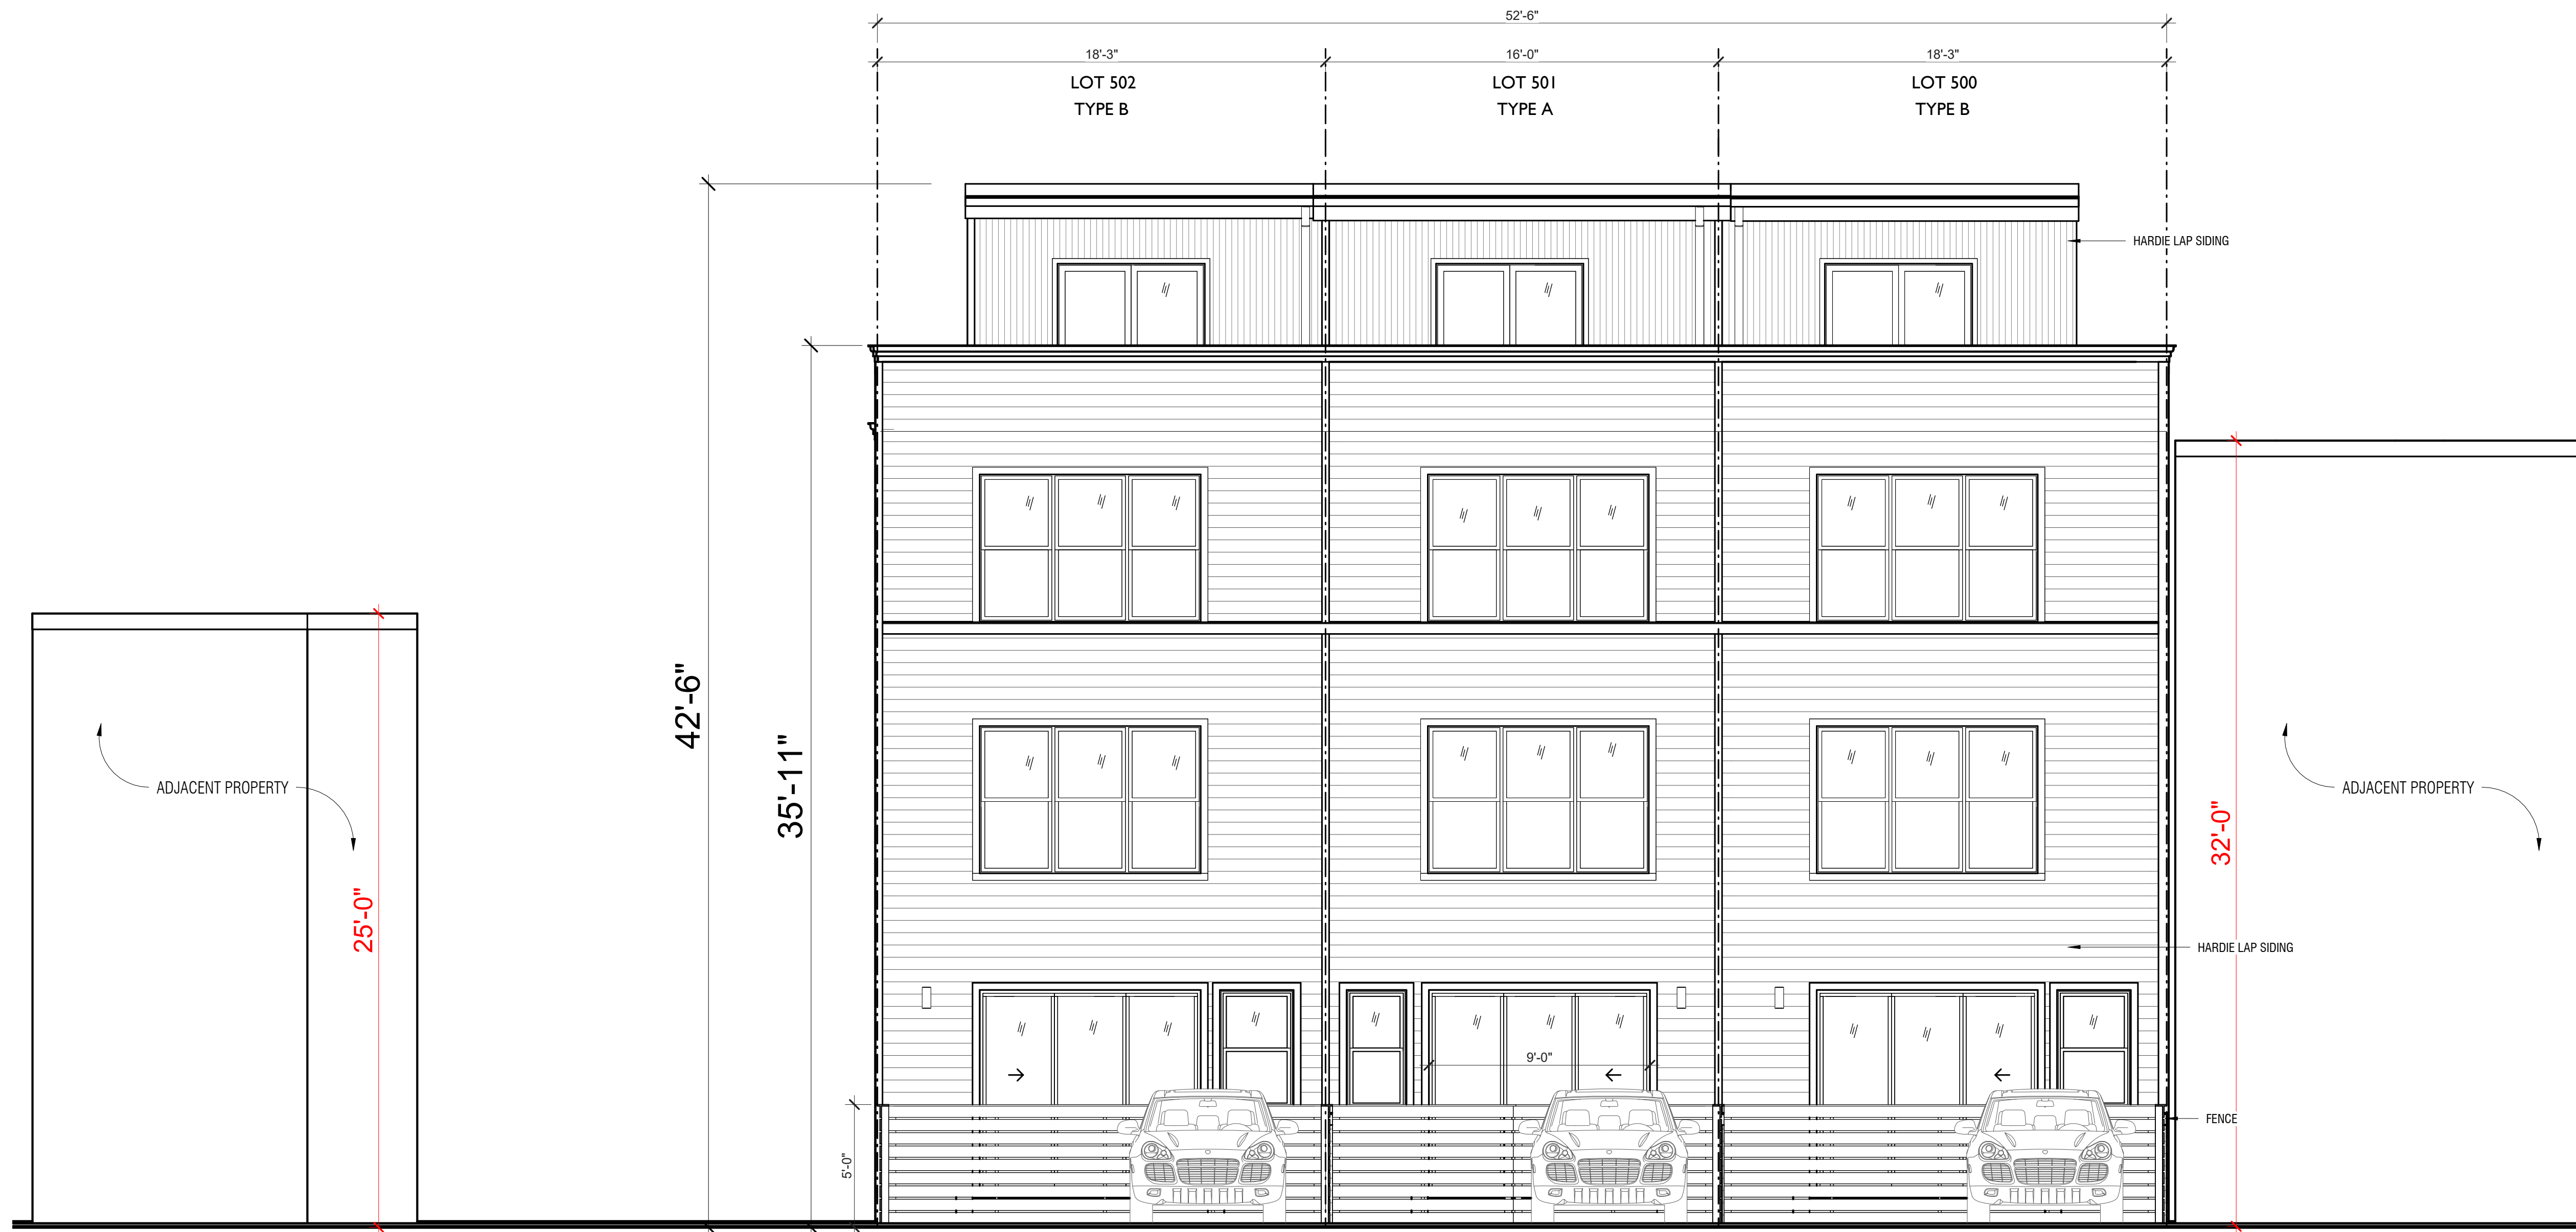 52'-6"
18'-3"
16'-0"
18'-3"
LOT 502
TYPE B
LOT 501
TYPE A
LOT 500
TYPE B
HARDIE LAP SIDING
42'-6"
35'-11"
ADJACENT PROPERTY
25'-0"
32'-0"
ADJACENT PROPERTY
HARDIE LAP SIDING
9'-0"
FENCE
5'-0"